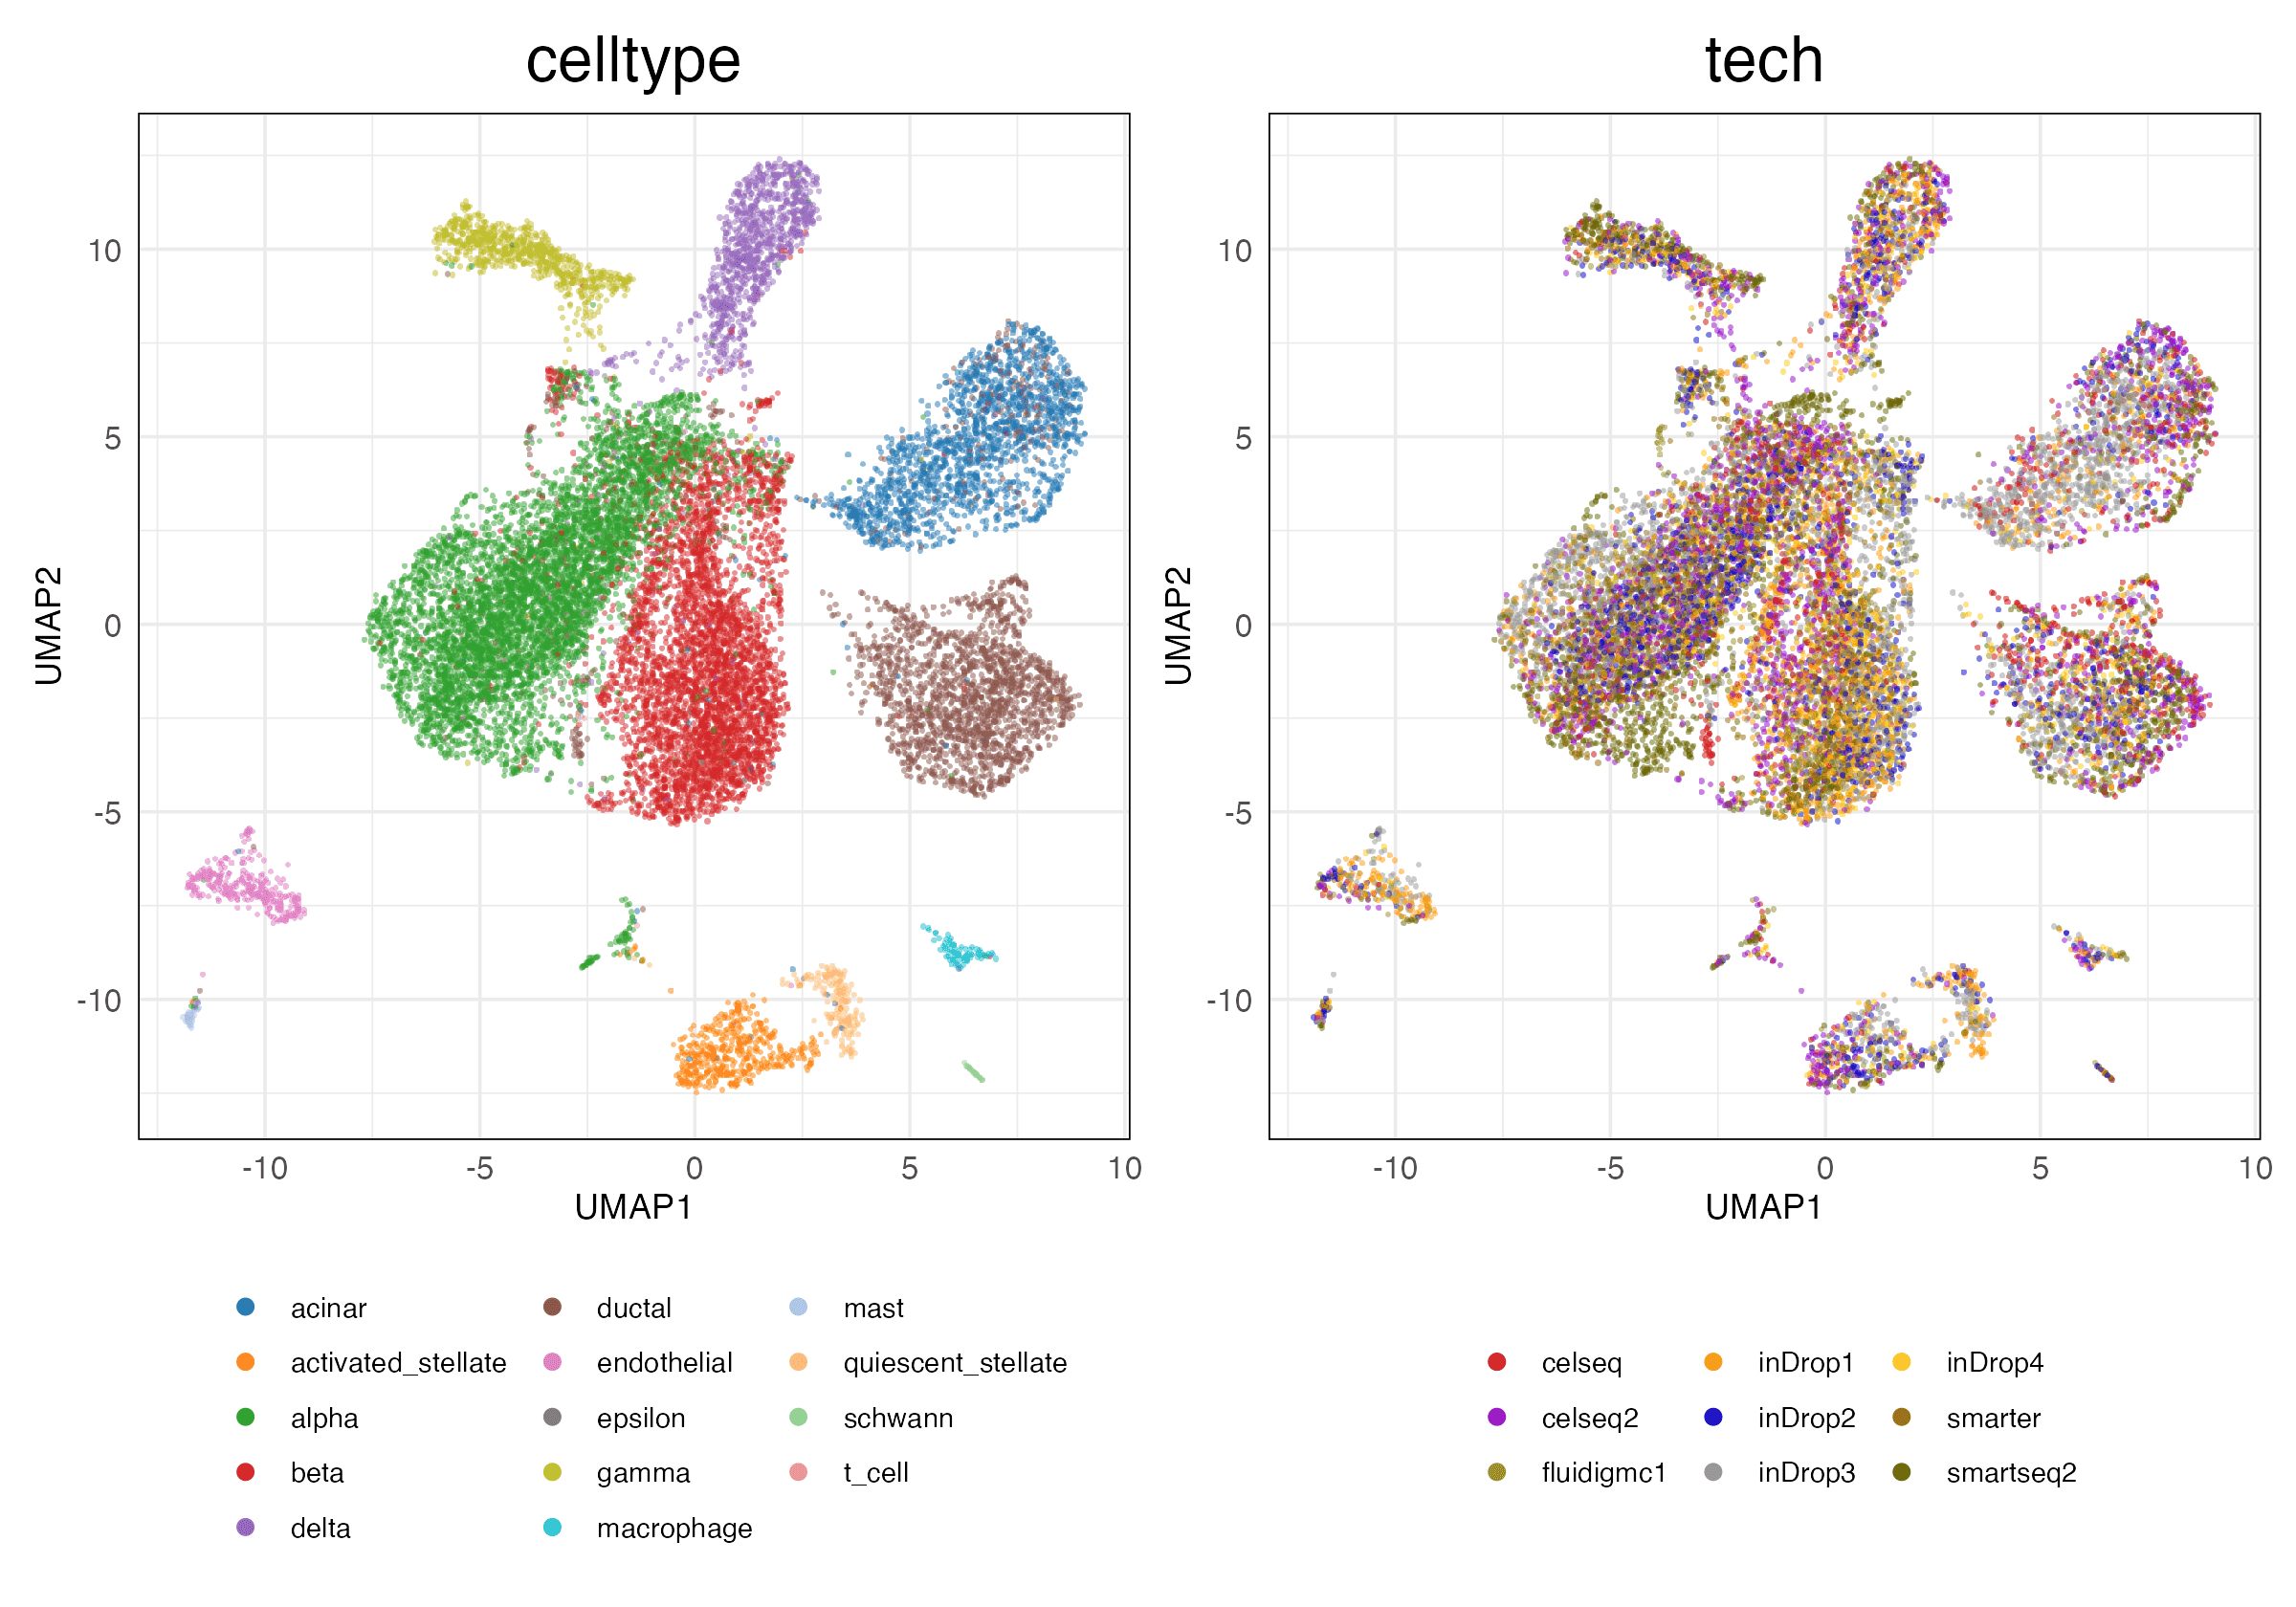 celltype
tech
10
5
0
-5
-10
UMAP2
-10 -5 0 5 10
UMAP1
10
5
0
-5
-10
UMAP2
-10 -5 0 5 10
UMAP1
acinar ductal mast
activated_stellate endothelial quiescent_stellate
alpha epsilon schwann
beta gamma t_cell
delta macrophage
celseq inDrop1 inDrop4
celseq2 inDrop2 smarter
fluidigmc1 inDrop3 smartseq2